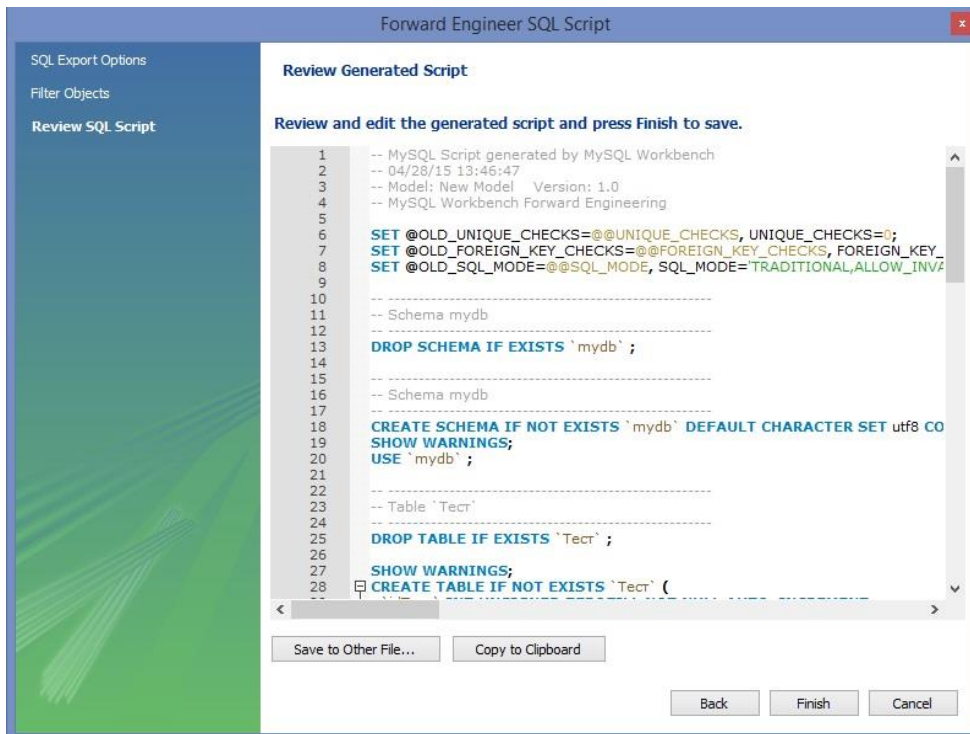 Forward Engineer SQL Script
x
SQL Export Options
Filter Objects
Review SQL Script
Review Generated Script
Review and edit the generated script and press Finish to save.
1 -- MySQL Script generated by MySQL Workbench
2 -- 04/28/15 13:46:47
3 -- Model: New Model    Version: 1.0
4 -- MySQL Workbench Forward Engineering
5
6 SET @OLD_UNIQUE_CHECKS=@@UNIQUE_CHECKS, UNIQUE_CHECKS=0;
7 SET @OLD_FOREIGN_KEY_CHECKS=@@FOREIGN_KEY_CHECKS, FOREIGN_KEY_
8 SET @OLD_SQL_MODE=@@SQL_MODE, SQL_MODE='TRADITIONAL,ALLOW_INVA
9
10 -- -----------------------------------------------------
11 -- Schema mydb
12 -- -----------------------------------------------------
13 DROP SCHEMA IF EXISTS `mydb` ;
14
15 -- -----------------------------------------------------
16 -- Schema mydb
17 -- -----------------------------------------------------
18 CREATE SCHEMA IF NOT EXISTS `mydb` DEFAULT CHARACTER SET utf8 CO
19 SHOW WARNINGS;
20 USE `mydb` ;
21
22 -- -----------------------------------------------------
23 -- Table `Тест`
24 -- -----------------------------------------------------
25 DROP TABLE IF EXISTS `Тест` ;
26
27 SHOW WARNINGS;
28 CREATE TABLE IF NOT EXISTS `Тест` (
Save to Other File...
Copy to Clipboard
Back
Finish
Cancel